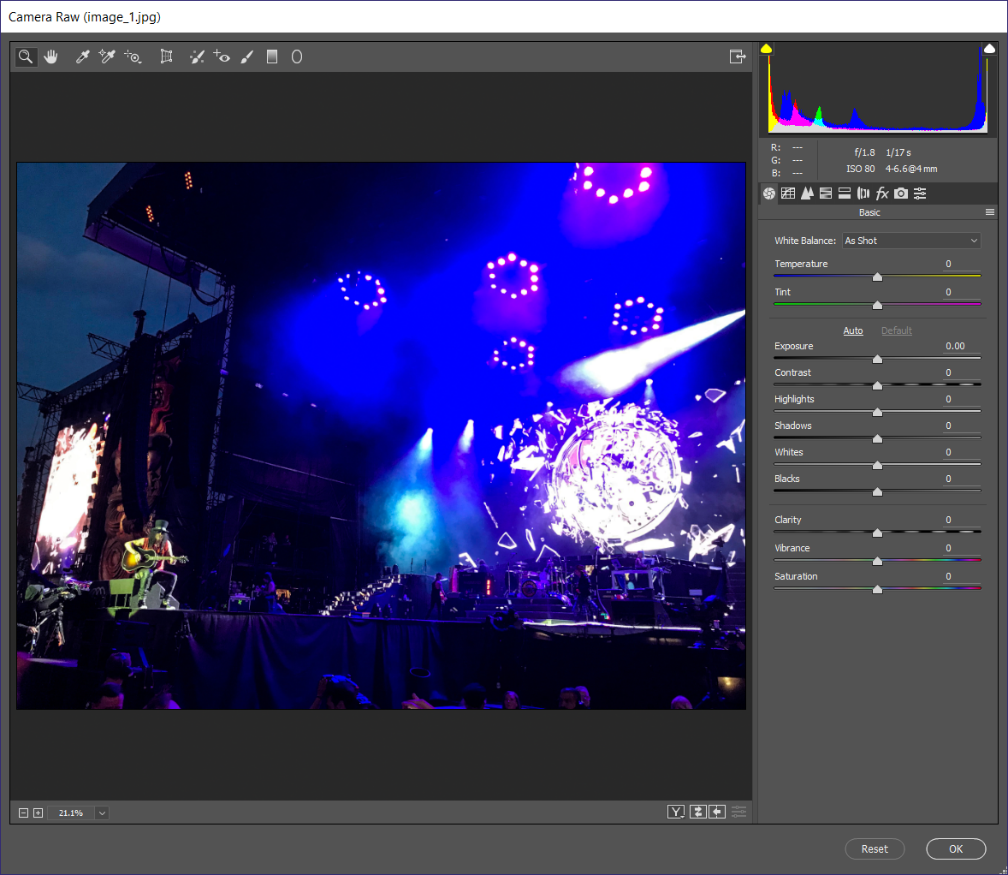 Camera Raw (image_1.jpg)
R: ---
G: ---
B: ---
f/1.8 1/17 s
ISO 80 4-6.6@4 mm
fx
Basic
White Balance: As Shot
Temperature 0
Tint 0
Auto Default
Exposure 0.00
Contrast 0
Highlights 0
Shadows 0
Whites 0
Blacks 0
Clarity 0
Vibrance 0
Saturation 0
21.1%
Y
Reset OK